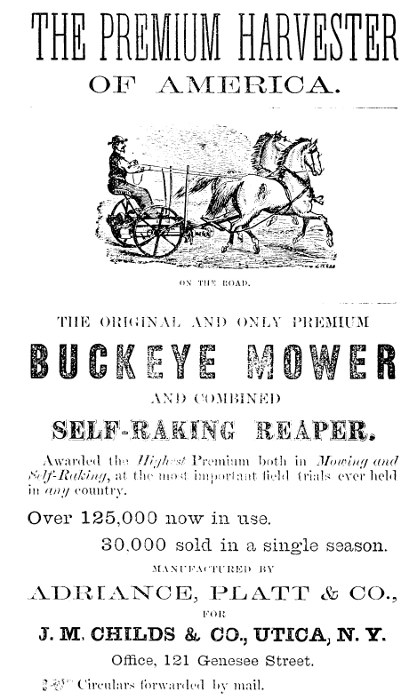 THE PREMIUM HARVESTER
OF AMERICA.
ON THE ROAD.
THE ORIGINAL AND ONLY PREMIUM
BUCKEYE MOWER
AND COMBINED
SELF-RAKING REAPER.
Awarded the Highest Premium both in Mowing and
Self-Raking, at the most important field trials ever held
in any country.
Over 125,000 now in use.
30,000 sold in a single season.
MANUFACTURED BY
ADRIANCE, PLATT & CO.,
FOR
J. M. CHILDS & CO., UTICA, N. Y.
Office, 121 Genesee Street.
Circulars forwarded by mail.